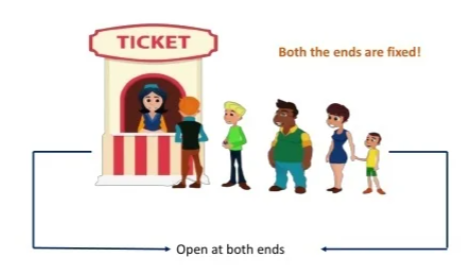 TICKET
Both the ends are fixed!
Open at both ends